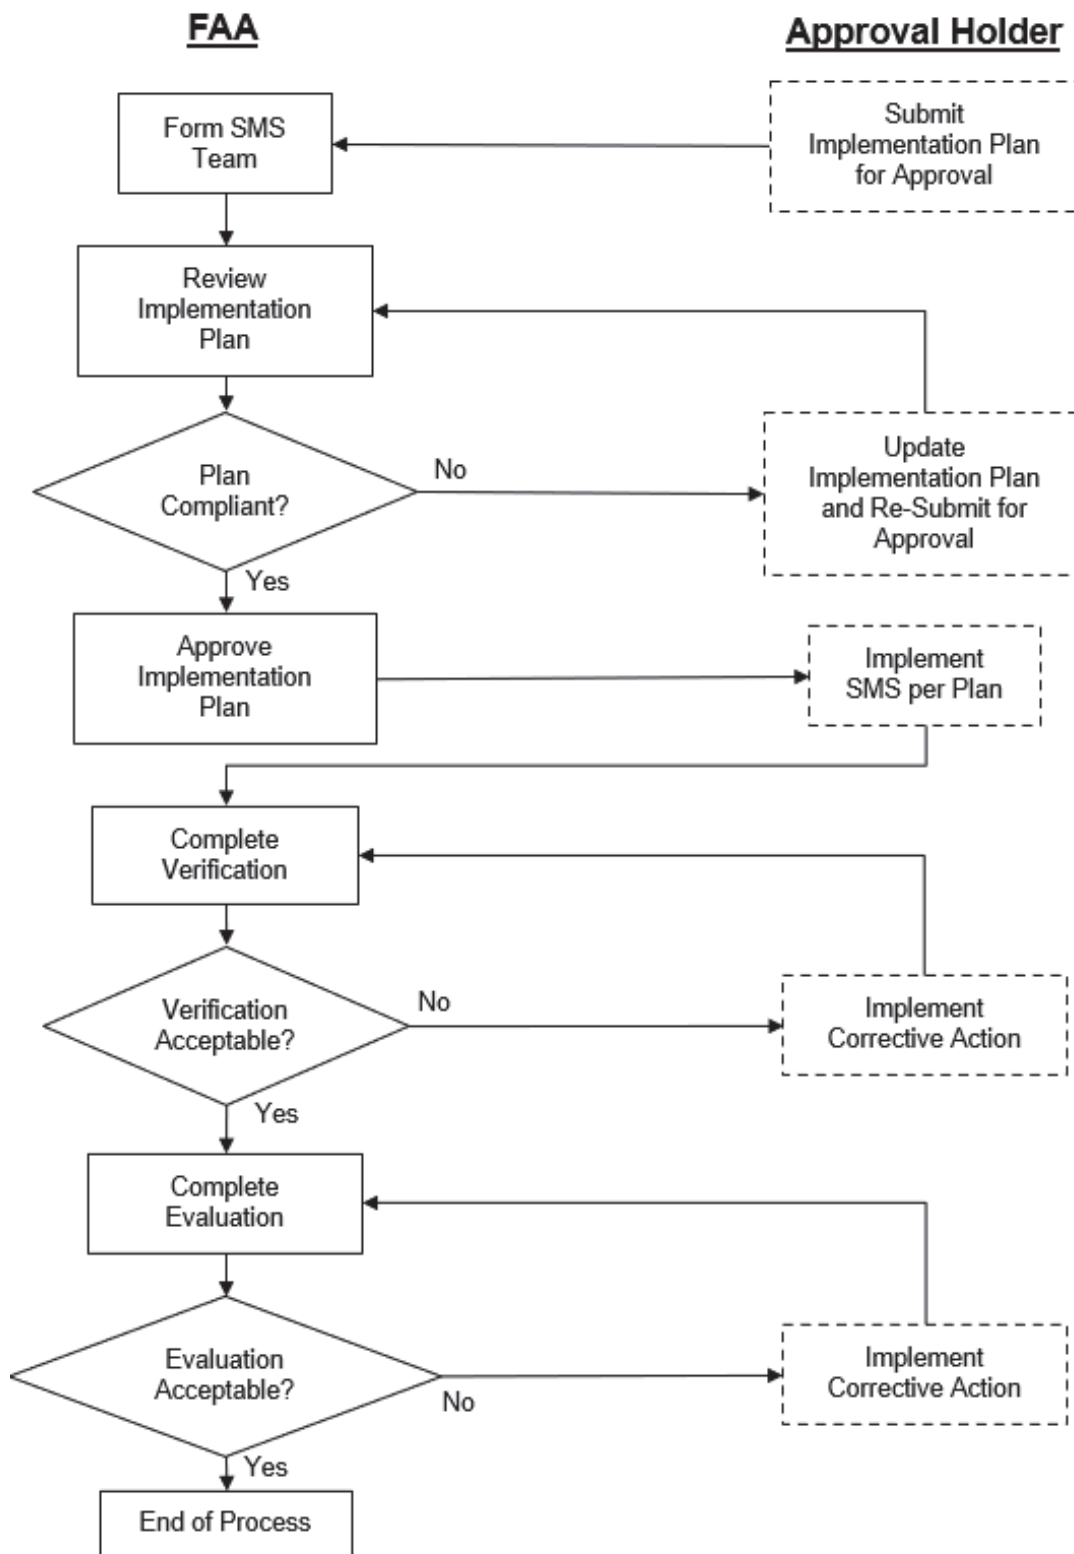 FAA
Approval Holder
Form SMS
Team
Submit
Implementation Plan
for Approval
Review
Implementation
Plan
Plan
Compliant?
No
Update
Implementation Plan
and Re-Submit for
Approval
Yes
Approve
Implementation
Plan
Implement
SMS per Plan
Complete
Verification
Verification
Acceptable?
No
Implement
Corrective Action
Yes
Complete
Evaluation
Evaluation
Acceptable?
No
Implement
Corrective Action
Yes
End of Process